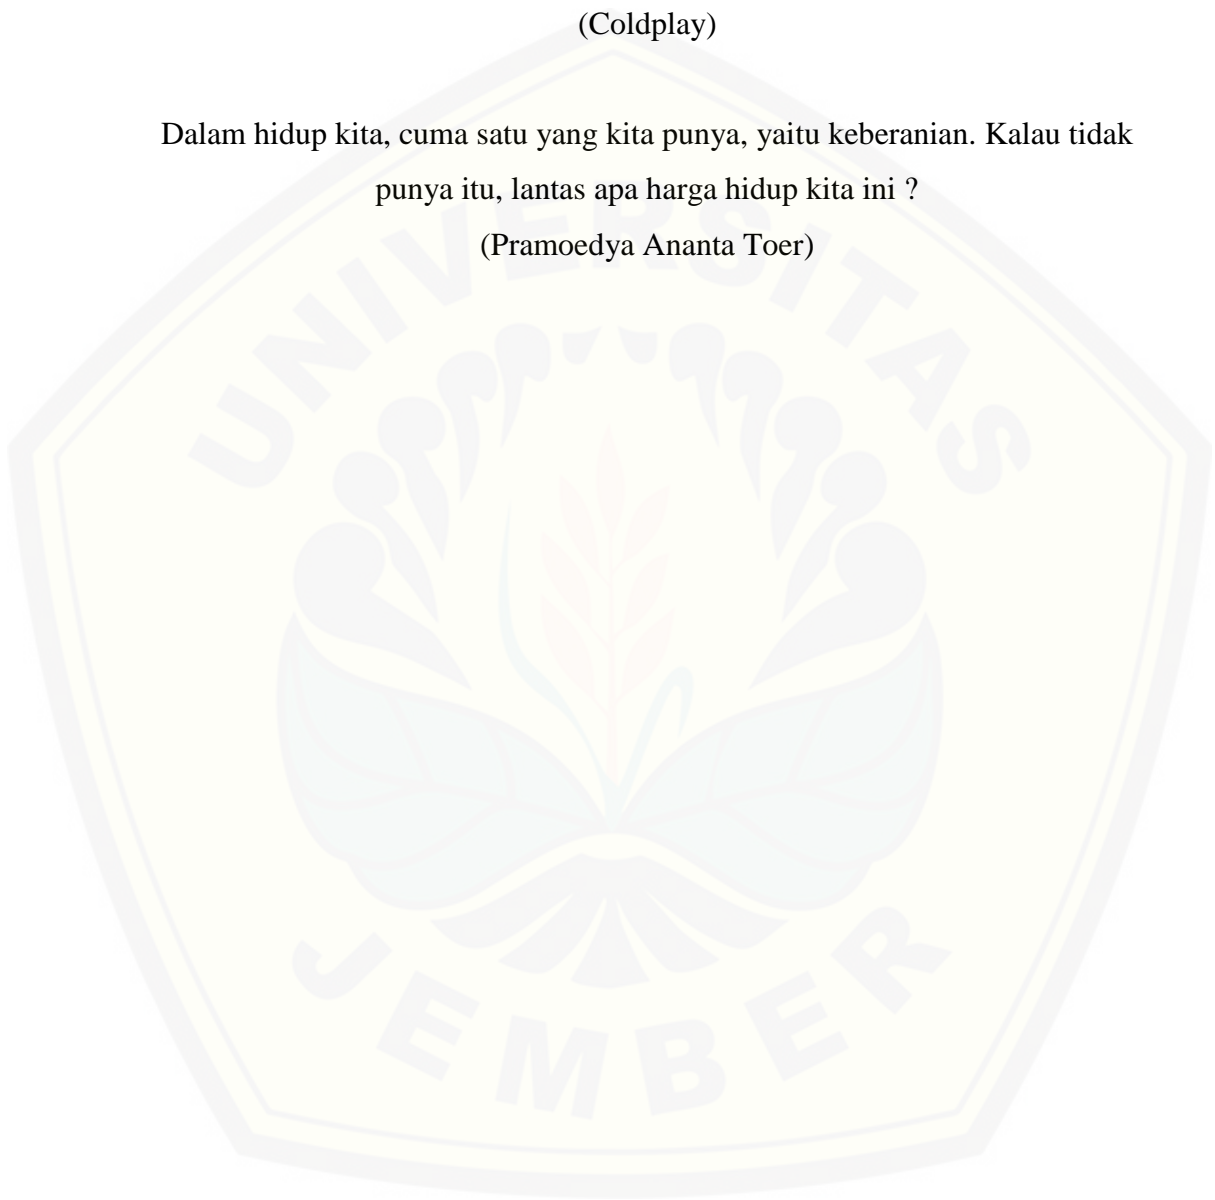 (Coldplay)
Dalam hidup kita, cuma satu yang kita punya, yaitu keberanian. Kalau tidak
punya itu, lantas apa harga hidup kita ini ?
(Pramoedya Ananta Toer)
UNIVERSITAS
JEMBER